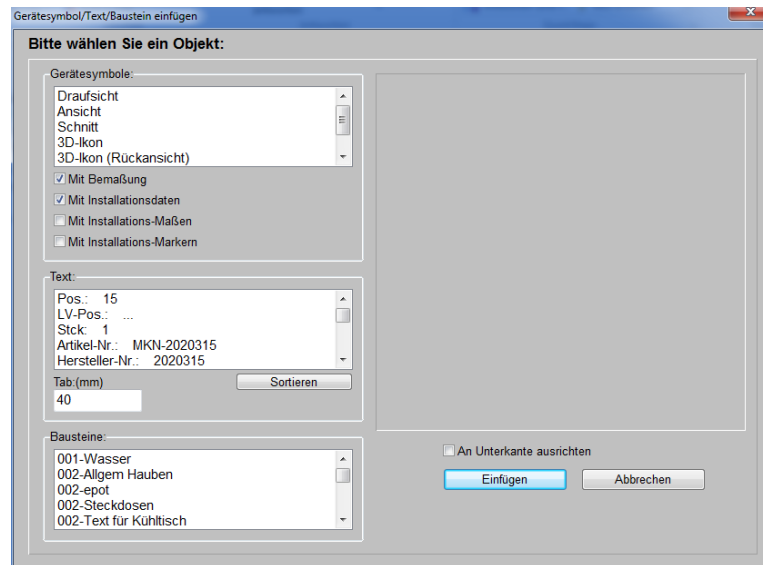 Gerätesymbol/Text/Baustein einfügen
Bitte wählen Sie ein Objekt:
Gerätesymbole:
Draufsicht
Ansicht
Schnitt
3D-Ikon
3D-Ikon (Rückansicht)
Mit Bemaßung
Mit Installationsdaten
Mit Installations-Maßen
Mit Installations-Markern
Text:
Pos.: 15
LV-Pos.: ...
Stck: 1
Artikel-Nr.: MKN-2020315
Hersteller-Nr.: 2020315
Tab:(mm)
Sortieren
40
Bausteine:
001-Wasser
002-Allgem Hauben
002-epot
002-Steckdosen
002-Text für Kühltisch
An Unterkante ausrichten
Einfügen
Abbrechen